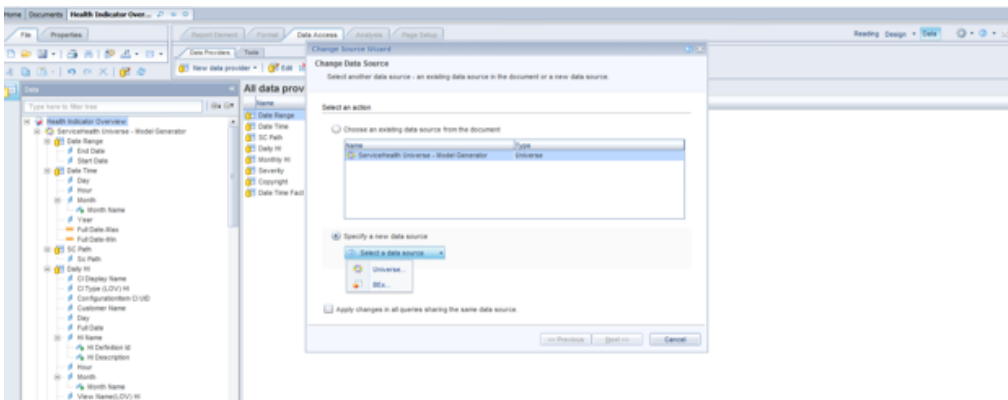 Home Documents Health Indicator Over...
File Properties
Report Element Format Data Access Analysis Page Setup
Reading Design Data
Data Providers Tools
New data provider Edit
Data
Type here to filter tree
Health Indicator Overview
ServiceHealth Universe - Model Generator
Date Range
End Date
Start Date
Date Time
Day
Hour
Month
Month Name
Year
Full Date-Max
Full Date-Min
SC Path
Sc Path
Daily HI
CI Display Name
CI Type (LOV) HI
ConfigurationItem CI UID
Customer Name
Day
Full Date
HI Name
HI Definition Id
HI Description
Hour
Month
Month Name
View Name(LOV) HI
All data prov
Name
Date Range
Date Time
SC Path
Daily HI
Monthly HI
Severity
Copyright
Date Time Fact
Change Source Wizard
Change Data Source
Select another data source - an existing data source in the document or a new data source.
Select an action
Choose an existing data source from the document
Name Type
ServiceHealth Universe - Model Generator Universe
Specify a new data source
Select a data source
Universe...
BEx...
Apply changes in all queries sharing the same data source
<< Previous Next >> Cancel